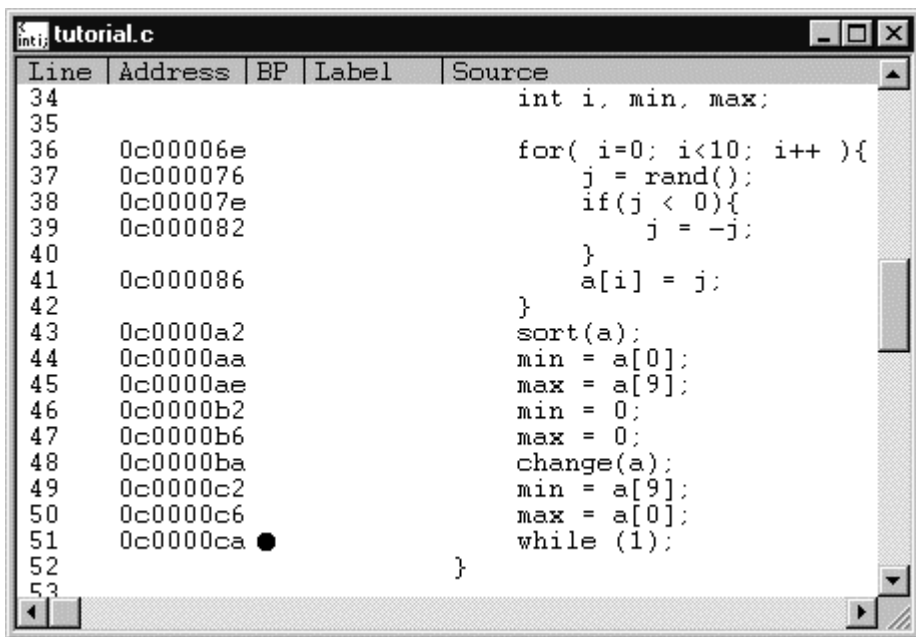 tutorial.c
Line Address BP Label Source
34 int i, min, max;
35
36 0c00006e for( i=0; i<10; i++ ){
37 0c000076 j = rand();
38 0c00007e if(j < 0){
39 0c000082 j = -j;
40 }
41 0c000086 a[i] = j;
42 }
43 0c0000a2 sort(a);
44 0c0000aa min = a[0];
45 0c0000ae max = a[9];
46 0c0000b2 min = 0;
47 0c0000b6 max = 0;
48 0c0000ba change(a);
49 0c0000c2 min = a[9];
50 0c0000c6 max = a[0];
51 0c0000ca ● while (1);
52 }
53